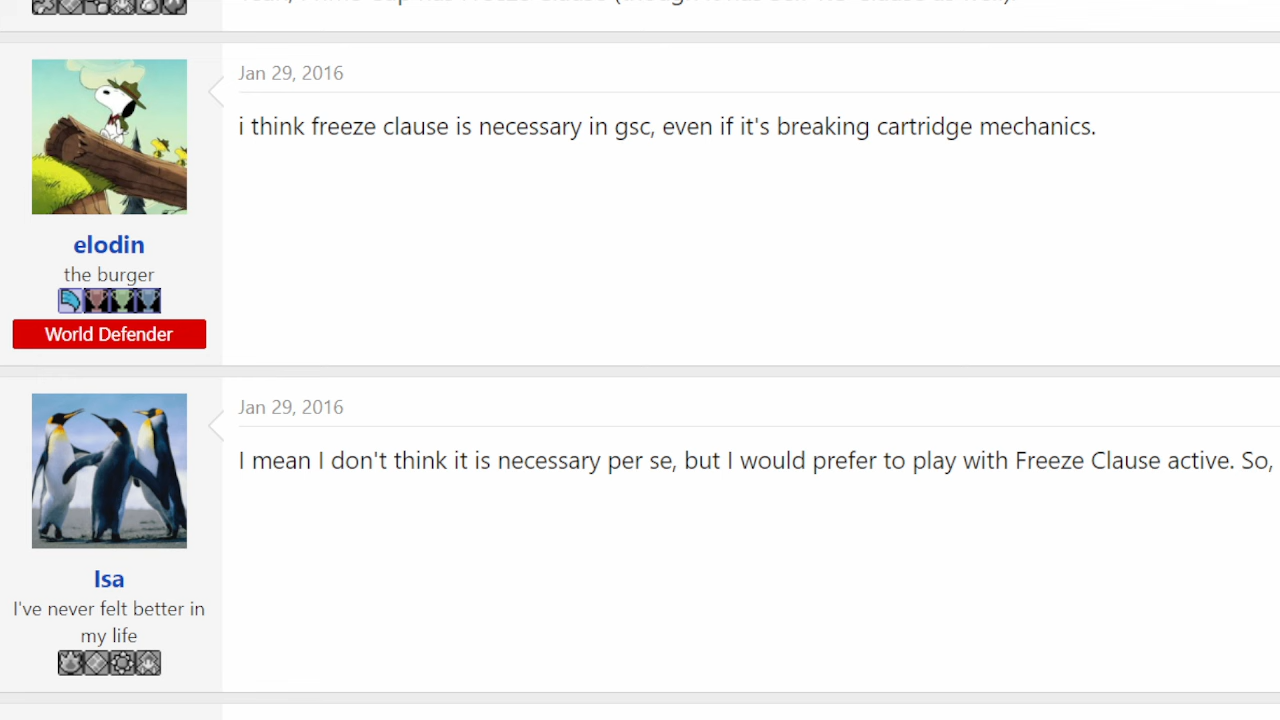 Jan 29, 2016
i think freeze clause is necessary in gsc, even if it's breaking cartridge mechanics.
elodin
the burger
World Defender
Jan 29, 2016
I mean I don't think it is necessary per se, but I would prefer to play with Freeze Clause active. So,
Isa
I've never felt better in
my life